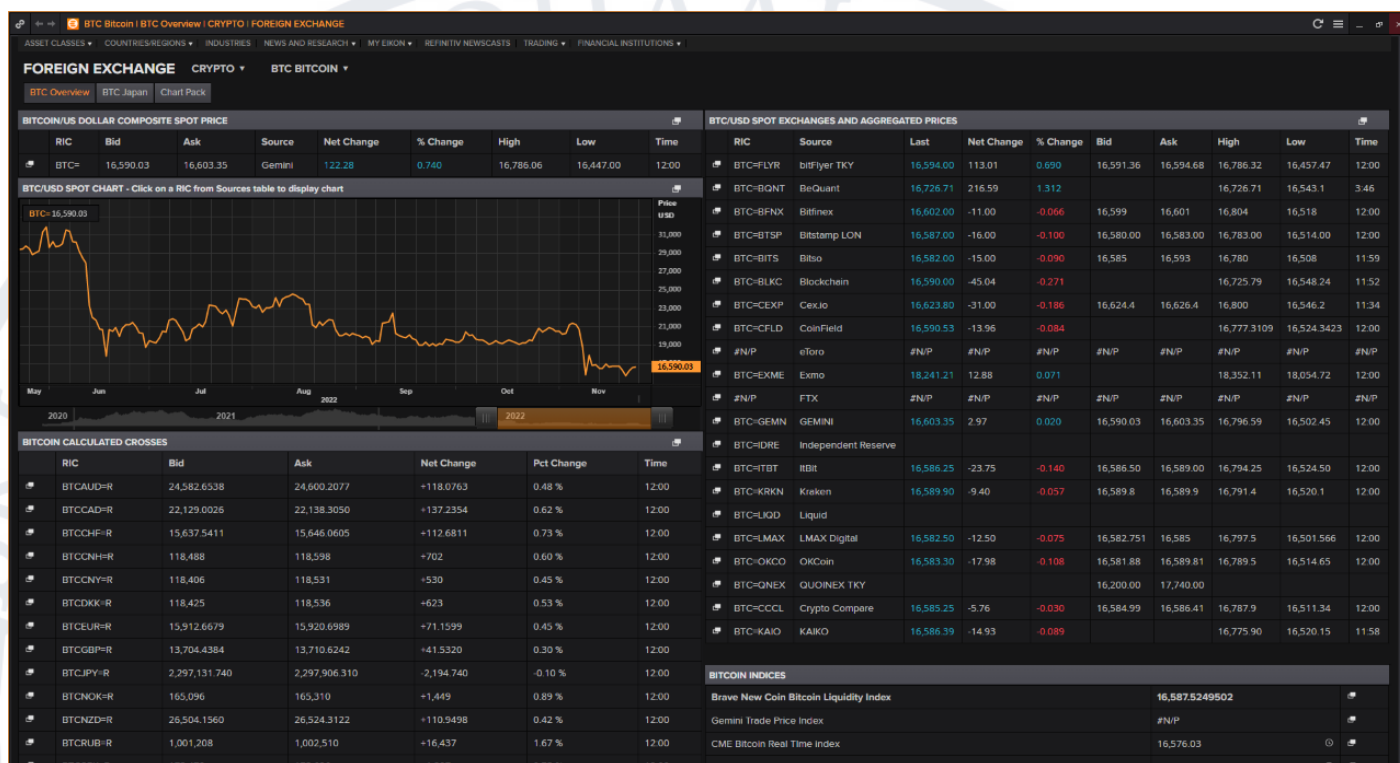 BTC Bitcoin | BTC Overview | CRYPTO | FOREIGN EXCHANGE
ASSET CLASSES ▾ COUNTRIES/REGIONS ▾ INDUSTRIES NEWS AND RESEARCH ▾ MY EIKON ▾ REFINITIV NEWSCASTS TRADING ▾ FINANCIAL INSTITUTIONS ▾
FOREIGN EXCHANGE CRYPTO ▾ BTC BITCOIN ▾
BTC Overview BTC Japan Chart Pack
BITCOIN/US DOLLAR COMPOSITE SPOT PRICE
RIC Bid Ask Source Net Change % Change High Low Time
BTC= 16,590.03 16,603.35 Gemini 122.28 0.740 16,786.06 16,447.00 12:00
BTC/USD SPOT CHART - Click on a RIC from Sources table to display chart
BTC= 16,590.03
Price
USD
31,000
29,000
27,000
25,000
23,000
21,000
19,000
16,590.03
May Jun Jul Aug Sep Oct Nov
2022
2020 2021 2022
BITCOIN CALCULATED CROSSES
RIC Bid Ask Net Change Pct Change Time
BTCAUD=R 24,582.6538 24,600.2077 +118.0763 0.48 % 12:00
BTCCAD=R 22,129.0026 22,138.3050 +137.2354 0.62 % 12:00
BTCCHF=R 15,637.5411 15,646.0605 +112.6811 0.73 % 12:00
BTCCNH=R 118,488 118,598 +702 0.60 % 12:00
BTCCNY=R 118,406 118,531 +530 0.45 % 12:00
BTCDKK=R 118,425 118,536 +623 0.53 % 12:00
BTCEUR=R 15,912.6679 15,920.6989 +71.1599 0.45 % 12:00
BTCGBP=R 13,704.4384 13,710.6242 +41.5320 0.30 % 12:00
BTCJPY=R 2,297,131.740 2,297,906.310 -2,194.740 -0.10 % 12:00
BTCNOK=R 165,096 165,310 +1,449 0.89 % 12:00
BTCNZD=R 26,504.1560 26,524.3122 +110.9498 0.42 % 12:00
BTCRUB=R 1,001,208 1,002,510 +16,437 1.67 % 12:00
BTC/USD SPOT EXCHANGES AND AGGREGATED PRICES
RIC Source Last Net Change % Change Bid Ask High Low Time
BTC=FLYR bitFlyer TKY 16,594.00 113.01 0.690 16,591.36 16,594.68 16,786.32 16,457.47 12:00
BTC=BQNT BeQuant 16,726.71 216.59 1.312 16,726.71 16,543.1 3:46
BTC=BFNX Bitfinex 16,602.00 -11.00 -0.066 16,599 16,601 16,804 16,518 12:00
BTC=BTSP Bitstamp LON 16,587.00 -16.00 -0.100 16,580.00 16,583.00 16,783.00 16,514.00 12:00
BTC=BITS Bitso 16,582.00 -15.00 -0.090 16,585 16,593 16,780 16,508 11:59
BTC=BLKC Blockchain 16,590.00 -45.04 -0.271 16,725.79 16,548.24 11:52
BTC=CEXP Cex.io 16,623.80 -31.00 -0.186 16,624.4 16,626.4 16,800 16,546.2 11:34
BTC=CFLD CoinField 16,590.53 -13.96 -0.084 16,777.3109 16,524.3423 12:00
#N/P eToro #N/P #N/P #N/P #N/P #N/P #N/P #N/P #N/P
BTC=EXME Exmo 18,241.21 12.88 0.071 18,352.11 18,054.72 12:00
#N/P FTX #N/P #N/P #N/P #N/P #N/P #N/P #N/P #N/P
BTC=GEMN GEMINI 16,603.35 2.97 0.020 16,590.03 16,603.35 16,796.59 16,502.45 12:00
BTC=IDRE Independent Reserve
BTC=ITBT ItBit 16,586.25 -23.75 -0.140 16,586.50 16,589.00 16,794.25 16,524.50 12:00
BTC=KRKN Kraken 16,589.90 -9.40 -0.057 16,589.8 16,589.9 16,791.4 16,520.1 12:00
BTC=LIQD Liquid
BTC=LMAX LMAX Digital 16,582.50 -12.50 -0.075 16,582.751 16,585 16,797.5 16,501.566 12:00
BTC=OKCO OKCoin 16,583.30 -17.98 -0.108 16,581.88 16,589.81 16,789.5 16,514.65 12:00
BTC=QNEX QUOINEX TKY 16,200.00 17,740.00
BTC=CCCL Crypto Compare 16,585.25 -5.76 -0.030 16,584.99 16,586.41 16,787.9 16,511.34 12:00
BTC=KAIO KAIKO 16,586.39 -14.93 -0.089 16,775.90 16,520.15 11:58
BITCOIN INDICES
Brave New Coin Bitcoin Liquidity Index 16,587.5249502
Gemini Trade Price Index #N/P
CME Bitcoin Real TIme index 16,576.03